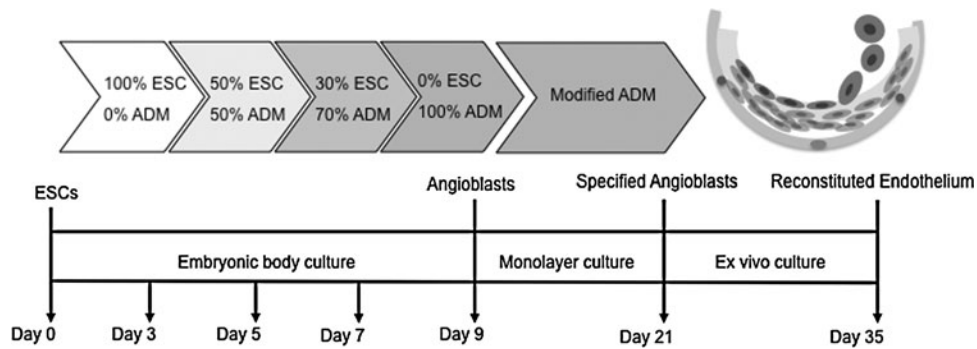 100% ESC
0% ADM
50% ESC
50% ADM
30% ESC
70% ADM
0% ESC
100% ADM
Modified ADM
ESCs
Angioblasts
Specified Angioblasts
Reconstituted Endothelium
Embryonic body culture
Monolayer culture
Ex vivo culture
Day 0
Day 3
Day 5
Day 7
Day 9
Day 21
Day 35